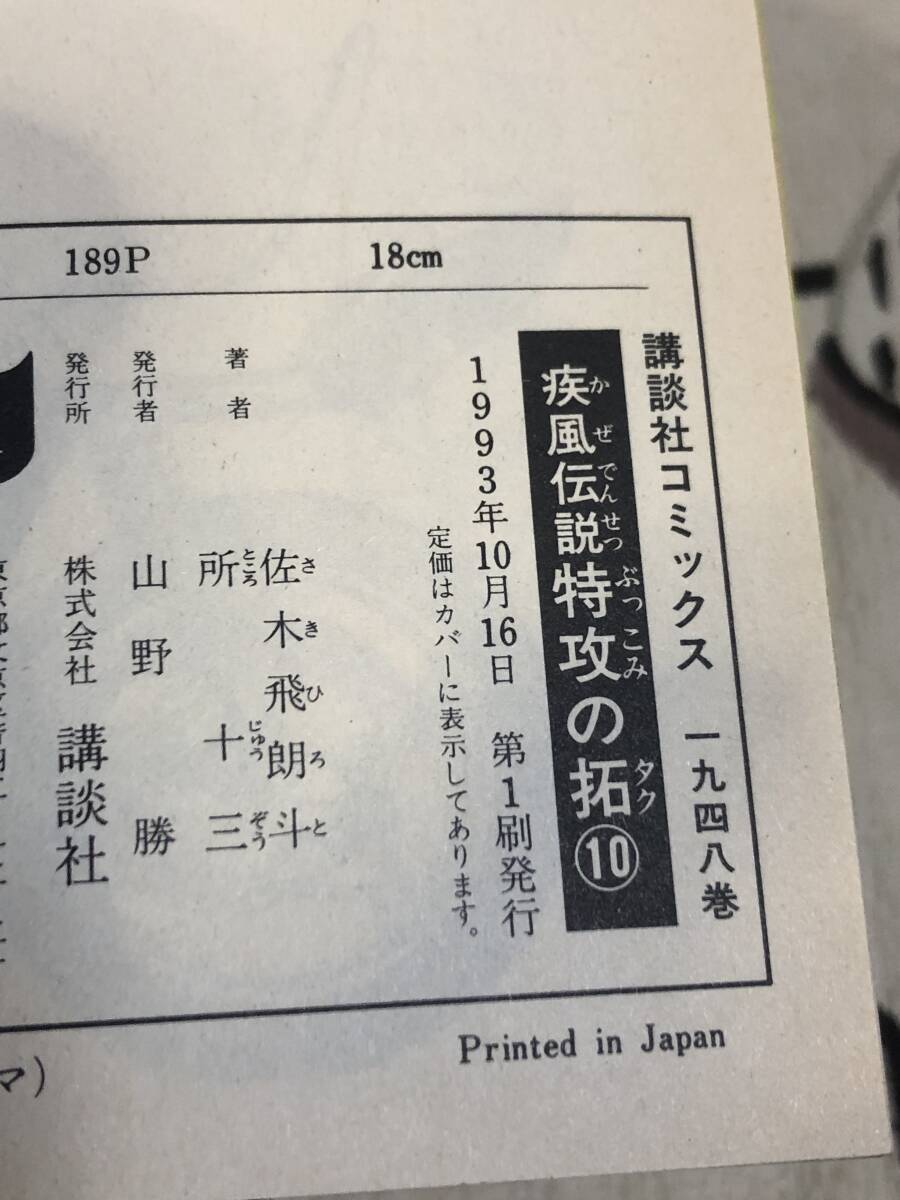 189P
18cm
講談社コミックス 一九四八巻
疾風伝説特攻の拓⑩
かぜでんせつぶっこみ タク
1993年10月16日 第1刷発行
定価はカバーに表示してあります。
著者
佐木飛朗斗
さきひろと
所十三
ところじゅうぞう
発行者
山野勝
発行所
株式会社 講談社
Printed in Japan
マ)